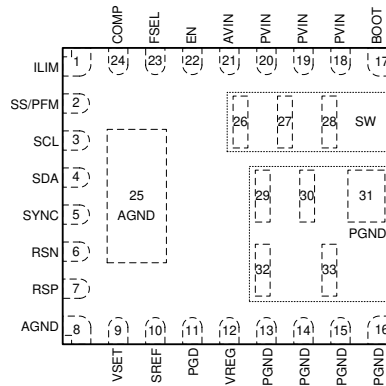 COMP FSEL EN AVIN PVIN PVIN PVIN BOOT
ILIM 1 24 23 22 21 20 19 18 17
SS/PFM 2
26 27 28 SW
SCL 3
SDA 4
25
AGND
29 30 31
SYNC 5
PGND
RSN 6
32 33
RSP 7
AGND 8 9 10 11 12 13 14 15 16
VSET SREF PGD VREG PGND PGND PGND PGND